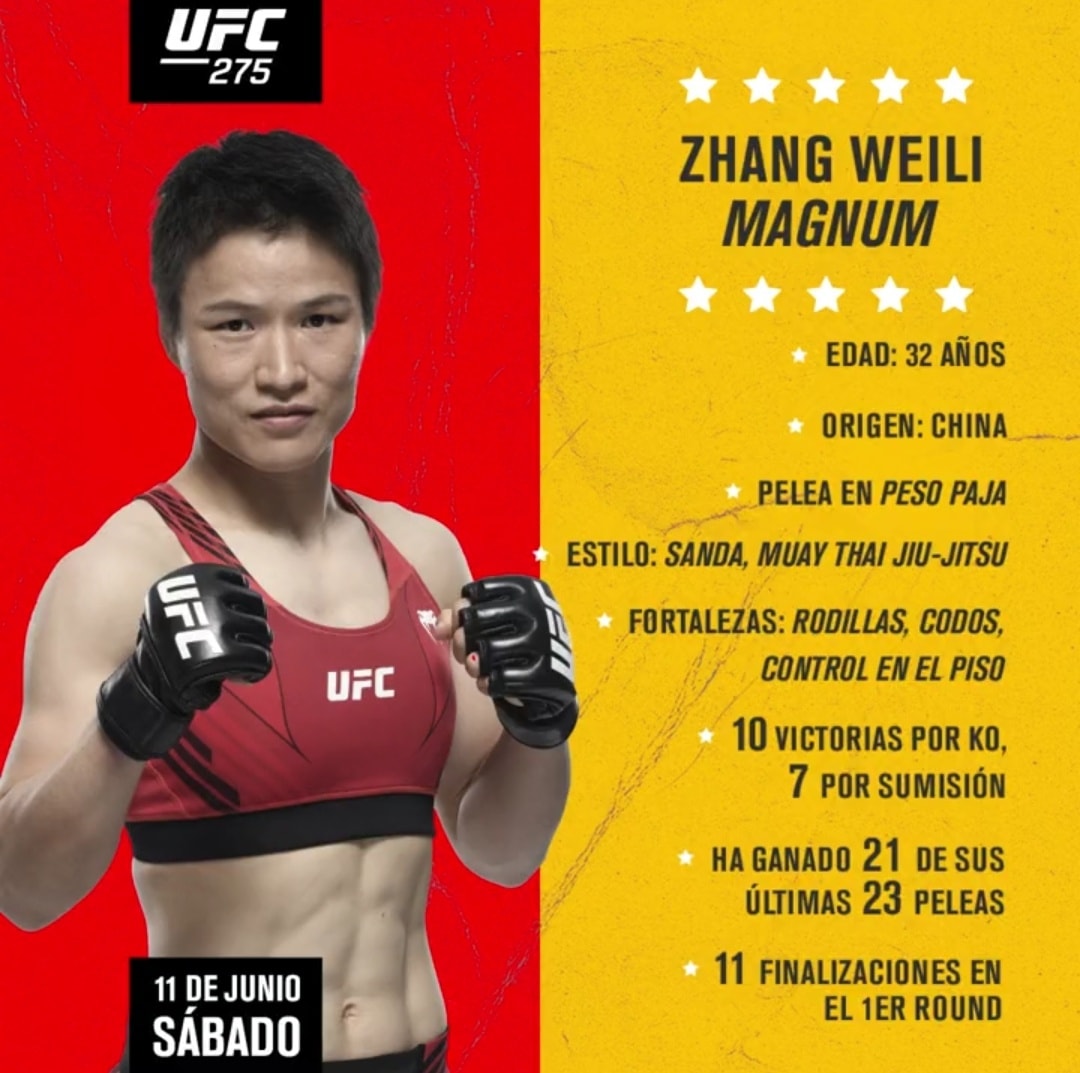 UFC
275
ZHANG WEILI
MAGNUM
EDAD: 32 AÑOS
ORIGEN: CHINA
PELEA EN PESO PAJA
ESTILO: SANDA, MUAY THAI JIU-JITSU
FORTALEZAS: RODILLAS, CODOS,
CONTROL EN EL PISO
10 VICTORIAS POR KO,
7 POR SUMISIÓN
HA GANADO 21 DE SUS
ÚLTIMAS 23 PELEAS
11 FINALIZACIONES EN
EL 1ER ROUND
UFC
UFC
UFC
11 DE JUNIO
SÁBADO